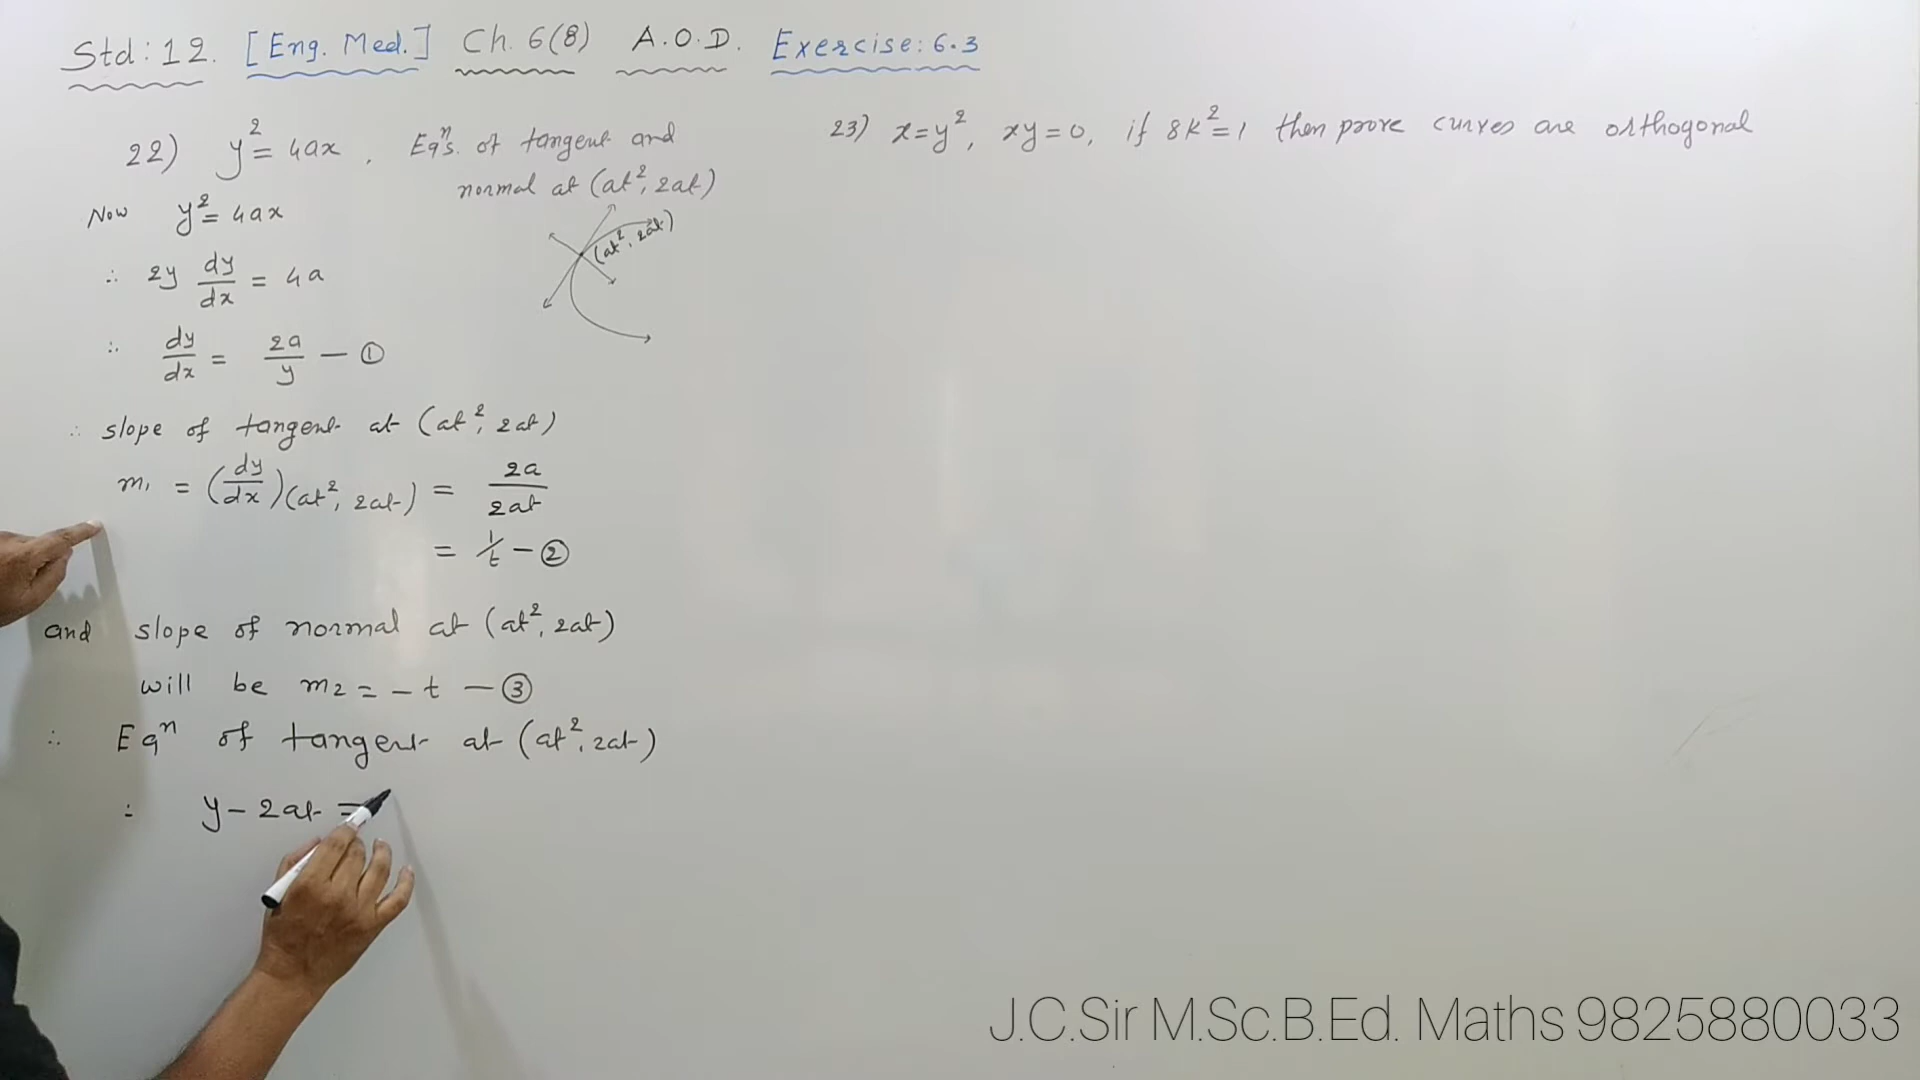 Std: 12. [Eng. Med.] Ch. 6(8) A.O.D. Exercise: 6.3
22) y² = 4ax, Eqⁿs. of tangent and
normal at (at², 2at)
(at², 2at)
Now y² = 4ax
∴ 2y dy/dx = 4a
∴ dy/dx = 2a/y — ①
∴ slope of tangent at (at², 2at)
m₁ = (dy/dx)(at², 2at) = 2a/2at
= 1/t — ②
and slope of normal at (at², 2at)
will be m₂ = - t — ③
∴ Eqⁿ of tangent at (at², 2at)
: y - 2at =
23) x = y², xy = 0, if 8k² = 1 then prove curves are orthogonal
J.C.Sir M.Sc.B.Ed. Maths 9825880033